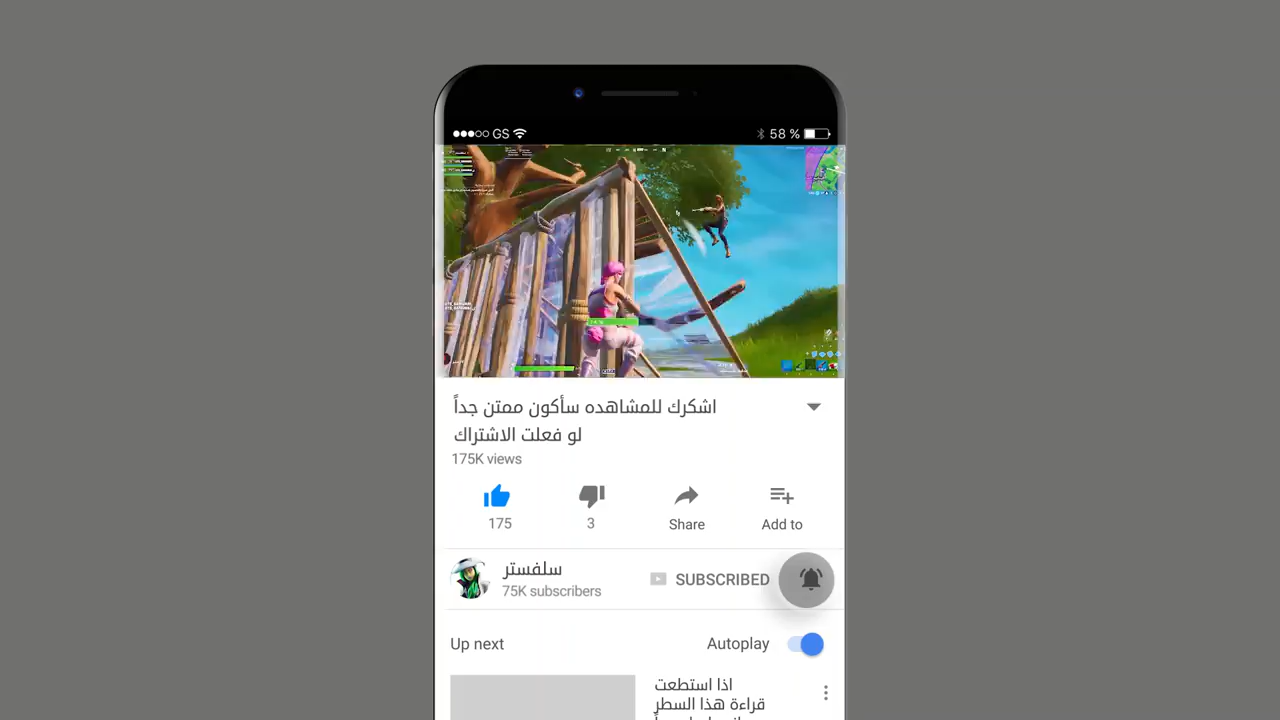 GS
58 %
اشكرك للمشاهده سأكون ممتن جداً
لو فعلت الاشتراك
175K views
175
3
Share
Add to
سلفستر
75K subscribers
SUBSCRIBED
Up next
Autoplay
اذا استطعت
قراءة هذا السطر